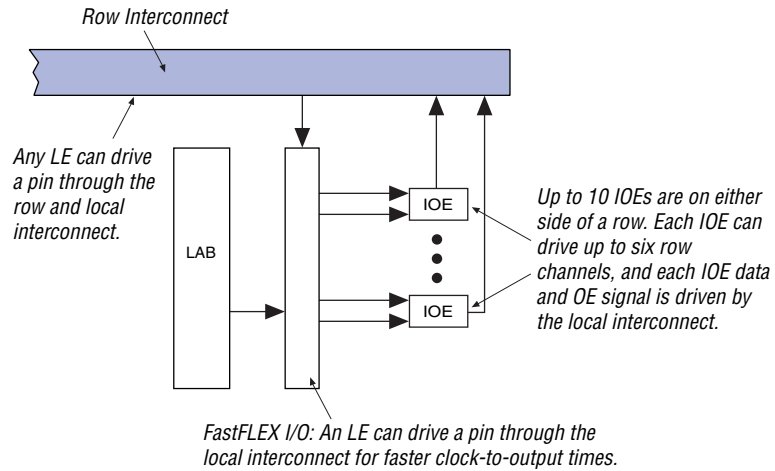 Row Interconnect
Any LE can drive
a pin through the
row and local
interconnect.
LAB
IOE
IOE
Up to 10 IOEs are on either
side of a row. Each IOE can
drive up to six row
channels, and each IOE data
and OE signal is driven by
the local interconnect.
FastFLEX I/O: An LE can drive a pin through the
local interconnect for faster clock-to-output times.